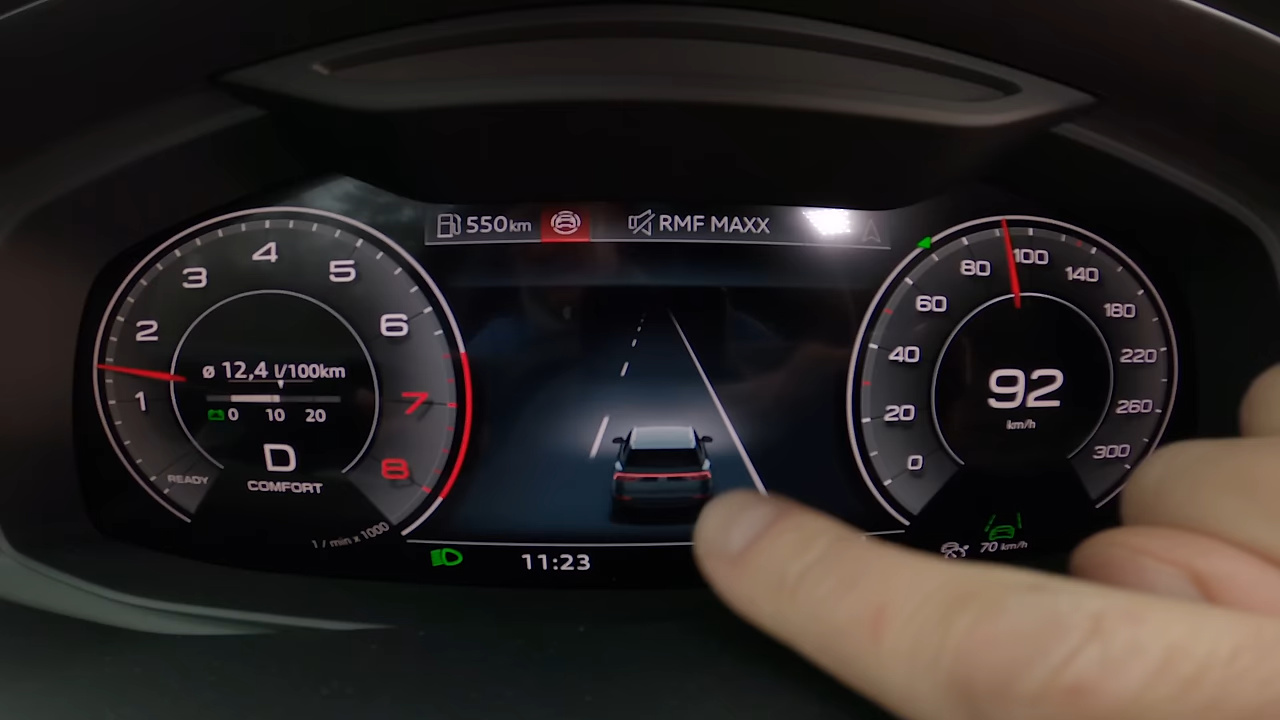 550km
RMF MAXX
1
2
3
4
5
6
7
8
ø 12,4 l/100km
0 10 20
D
COMFORT
READY
1 / min x 1000
0
20
40
60
80
100
140
180
220
260
300
92
km/h
11:23
70 km/h